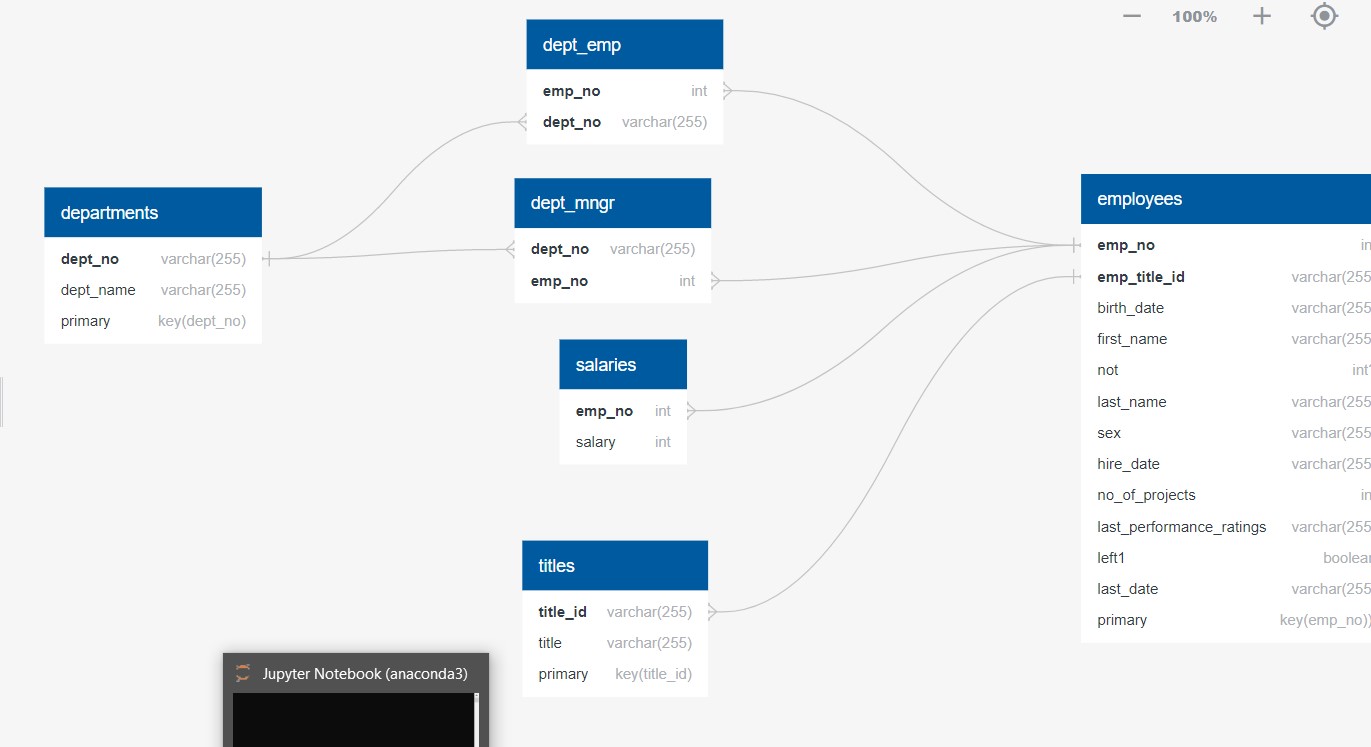 100%
dept_emp
emp_no int
dept_no varchar(255)
departments
dept_no varchar(255)
dept_name varchar(255)
primary key(dept_no)
dept_mngr
dept_no varchar(255)
emp_no int
salaries
emp_no int
salary int
titles
title_id varchar(255)
title varchar(255)
primary key(title_id)
employees
emp_no in
emp_title_id varchar(255
birth_date varchar(255
first_name varchar(255
not int
last_name varchar(255
sex varchar(255
hire_date varchar(255
no_of_projects in
last_performance_ratings varchar(255
left1 boolea
last_date varchar(255
primary key(emp_no))
Jupyter Notebook (anaconda3)